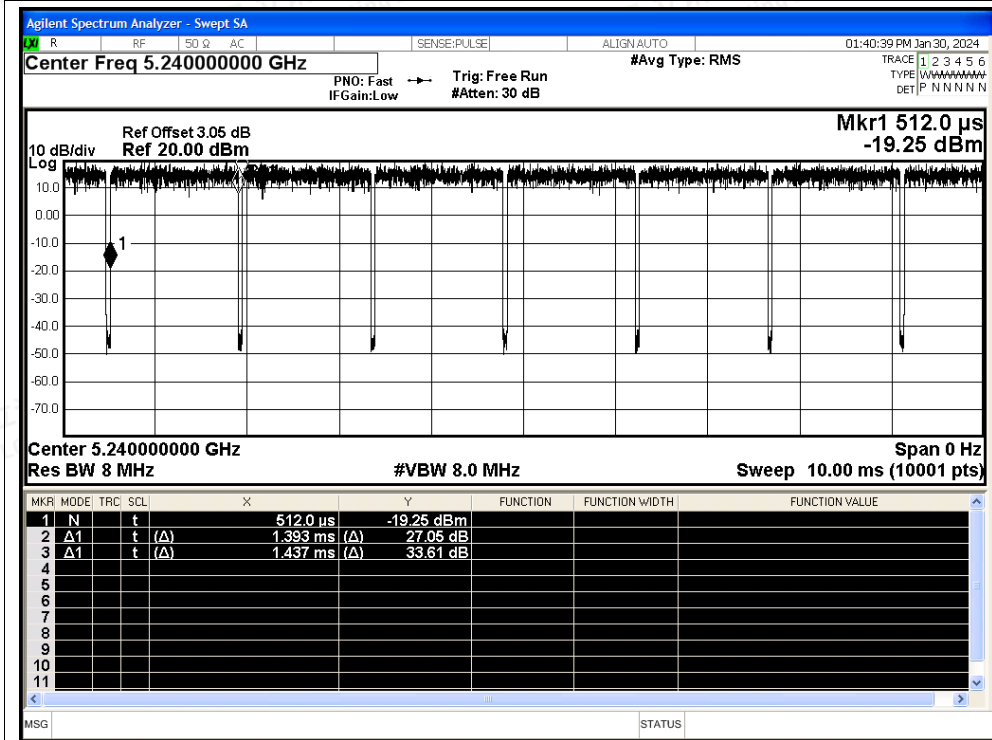 Agilent Spectrum Analyzer - Swept SA
LXI R RF 50 Ω AC SENSE:PULSE ALIGN AUTO 01:40:39 PM Jan 30, 2024
Center Freq 5.240000000 GHz #Avg Type: RMS TRACE 1 2 3 4 5 6
PNO: Fast Trig: Free Run TYPE
IFGain:Low #Atten: 30 dB DET P N N N N N
Mkr1 512.0 µs
Ref Offset 3.05 dB
10 dB/div Ref 20.00 dBm -19.25 dBm
Log
10.0
0.00
-10.0
1
-20.0
-30.0
-40.0
-50.0
-60.0
-70.0
Center 5.240000000 GHz Span 0 Hz
Res BW 8 MHz #VBW 8.0 MHz Sweep 10.00 ms (10001 pts)
MKR MODE TRC SCL X Y FUNCTION FUNCTION WIDTH FUNCTION VALUE
1 N t 512.0 µs -19.25 dBm
2 Δ1 t (Δ) 1.393 ms (Δ) 27.05 dB
3 Δ1 t (Δ) 1.437 ms (Δ) 33.61 dB
4
5
6
7
8
9
10
11
MSG STATUS